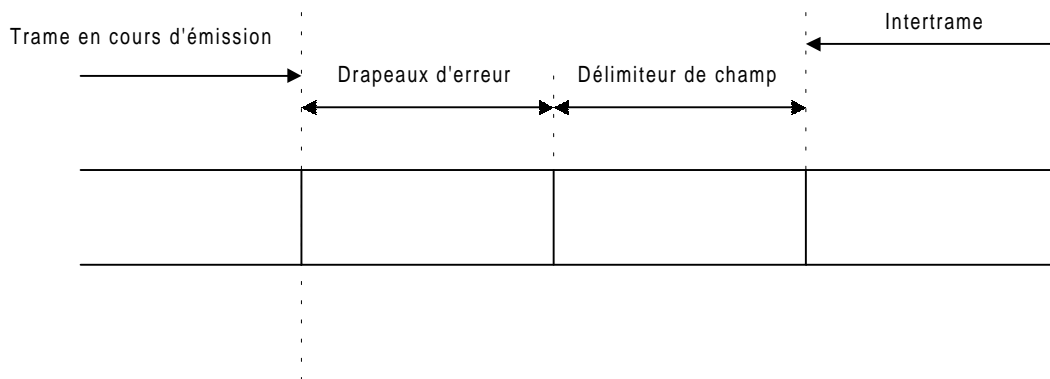 Intertrame
Trame en cours d'émission
Drapeaux d'erreur
Délimiteur de champ